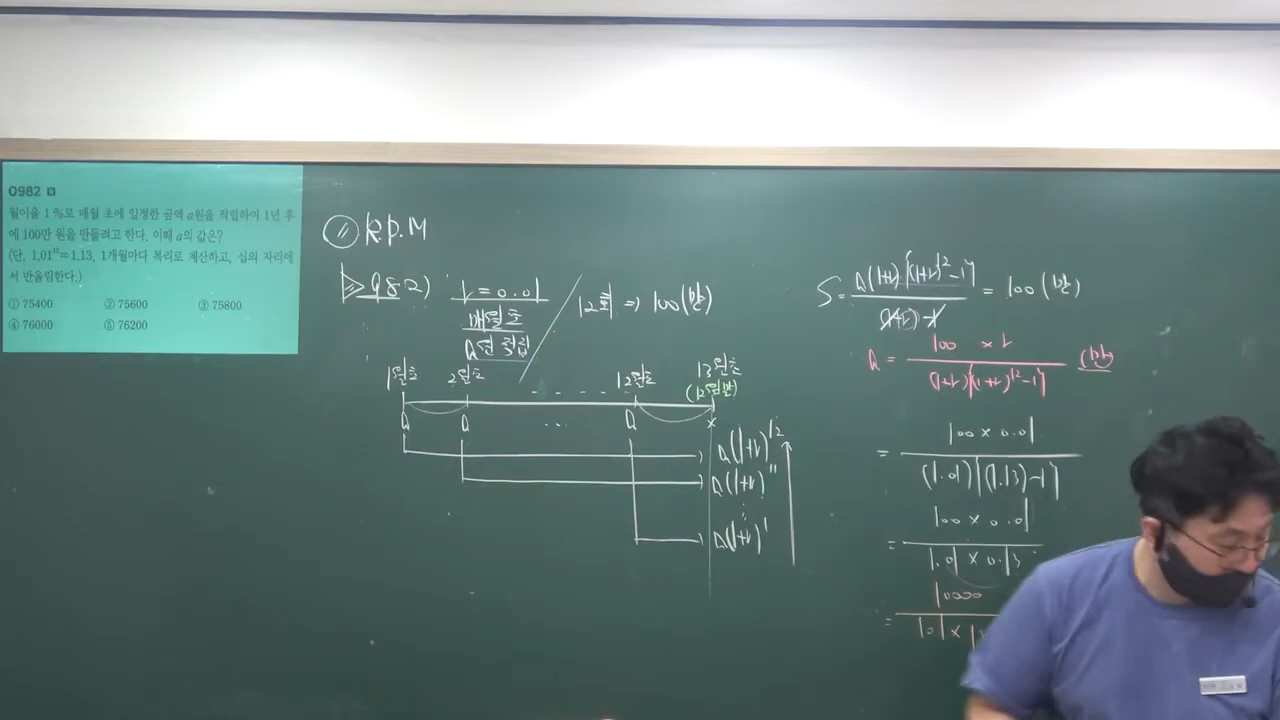 0982
월이율 1 %로 매월 초에 일정한 금액 a원을 적립하여 1년 후
에 100만 원을 만들려고 한다. 이때 a의 값은?
(단, 1.01¹²=1.13, 1개월마다 복리로 계산하고, 십의 자리에
서 반올림한다.)
① 75400 ② 75600 ③ 75800
④ 76000 ⑤ 76200
R.P.M
982)
r = 0.01
매월초
a원 적립
12회 ⇒ 100(만)
1월초 2월초 - - - - 12월초 13월초
(12월말)
a a ... a ×
a(1+r)¹²
a(1+r)¹¹
⋮
a(1+r)¹
S = a(1+r){(1+r)¹²-1} / (1+r)-1 = 100(만)
a = 100 × r / (1+r){(1+r)¹²-1} (만)
= 100 × 0.01 / (1.01){(1.13)-1}
= 100 × 0.01 / 1.01 × 0.13
= 10000 / 101 ×